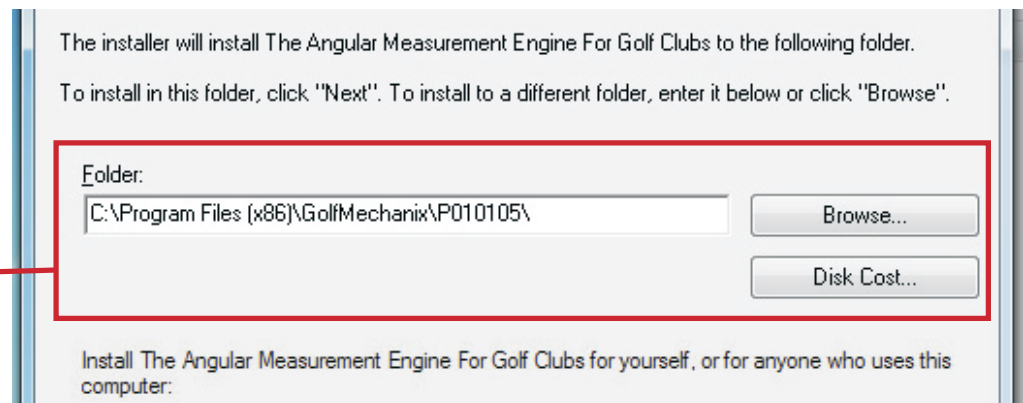 The installer will install The Angular Measurement Engine For Golf Clubs to the following folder.
To install in this folder, click "Next". To install to a different folder, enter it below or click "Browse".
Folder:
C:\Program Files (x86)\GolfMechanix\P010105\
Browse...
Disk Cost...
Install The Angular Measurement Engine For Golf Clubs for yourself, or for anyone who uses this
computer: